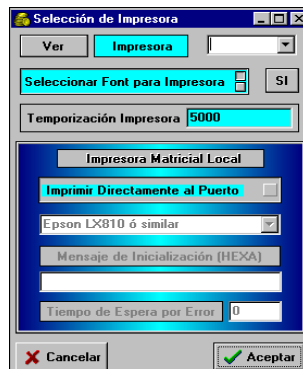 Selección de Impresora
Ver Impresora
Seleccionar Font para Impresora SI
Temporización Impresora 5000
Impresora Matricial Local
Imprimir Directamente al Puerto
Epson LX810 ó similar
Mensaje de Inicialización (HEXA)
Tiempo de Espera por Error 0
Cancelar Aceptar